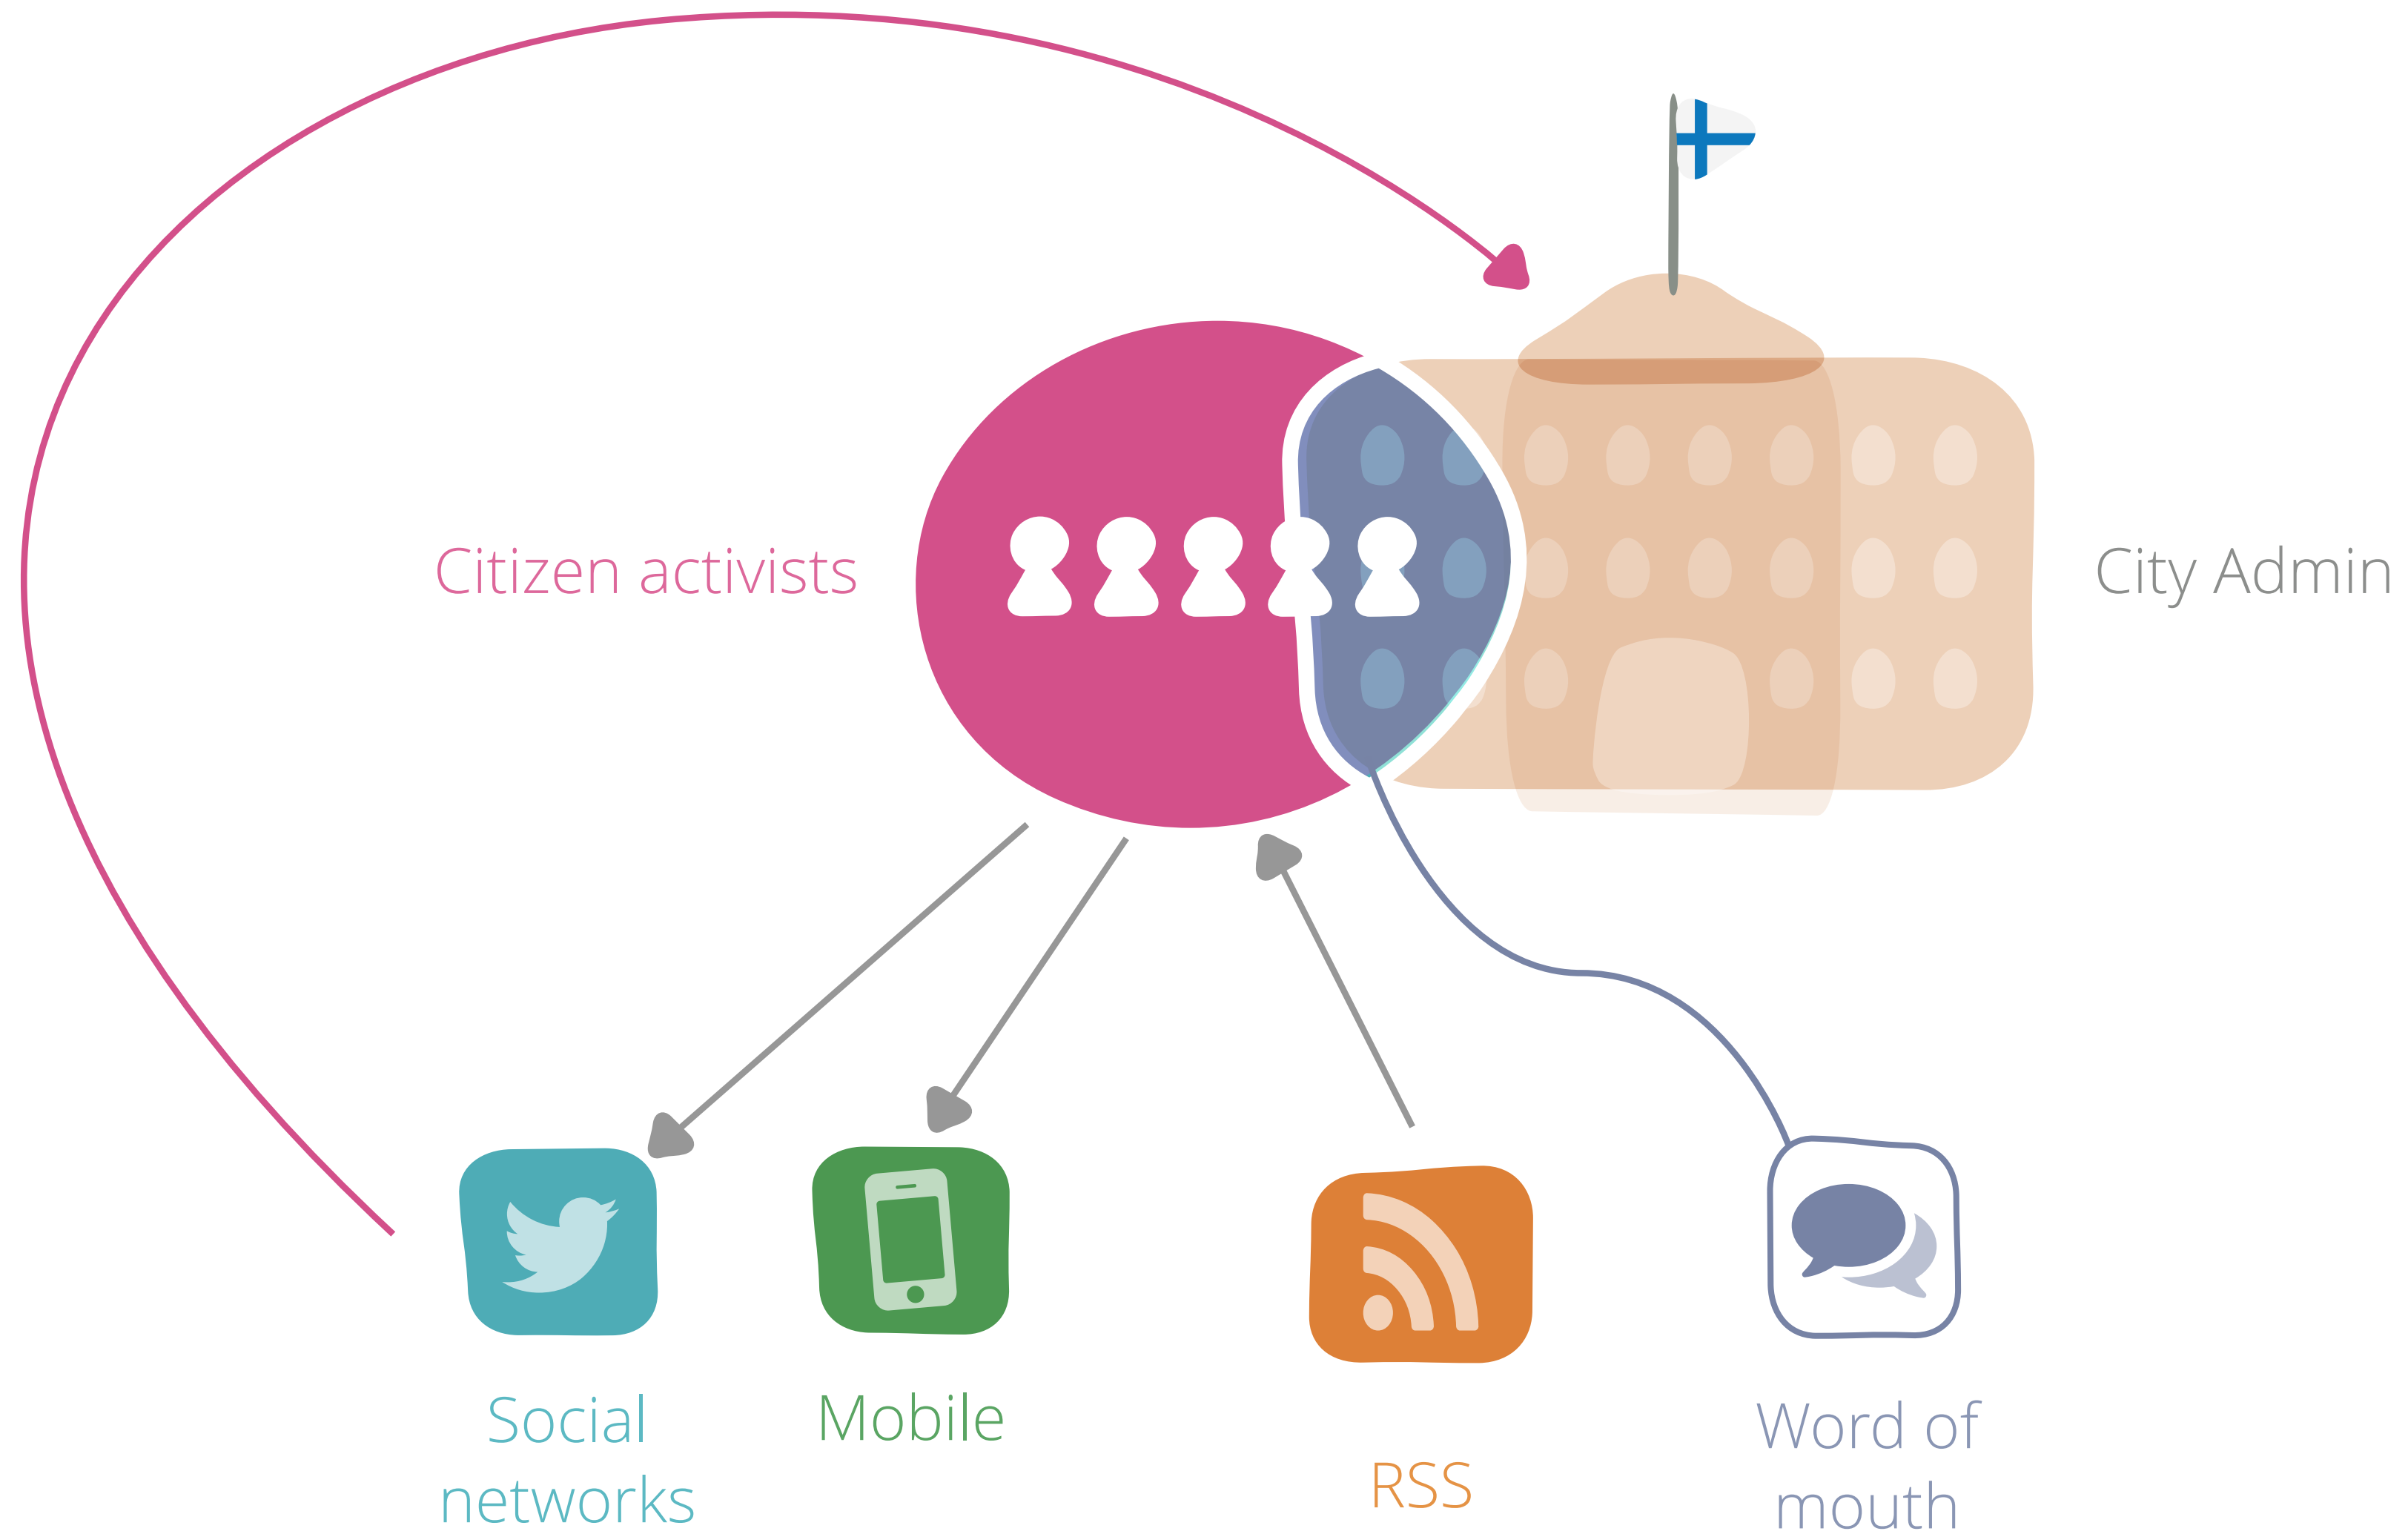 Citizen activists
City Admin
Social
networks
Mobile
RSS
Word of
mouth